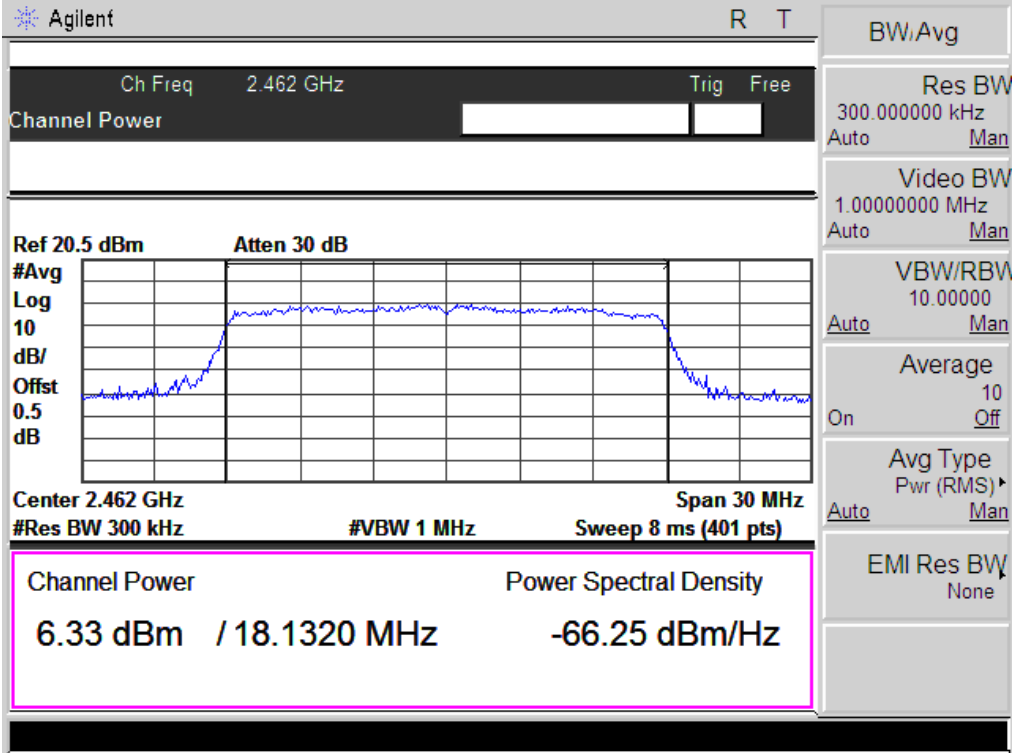 Agilent
R T
BW/Avg
Ch Freq 2.462 GHz Trig Free
Channel Power
Res BW
300.000000 kHz
Auto Man
Video BW
1.00000000 MHz
Auto Man
Ref 20.5 dBm Atten 30 dB
#Avg
Log
10
dB/
Offst
0.5
dB
VBW/RBW
10.00000
Auto Man
Average
10
On Off
Avg Type
Pwr (RMS)
Auto Man
Center 2.462 GHz Span 30 MHz
#Res BW 300 kHz #VBW 1 MHz Sweep 8 ms (401 pts)
EMI Res BW
None
Channel Power Power Spectral Density
6.33 dBm / 18.1320 MHz -66.25 dBm/Hz